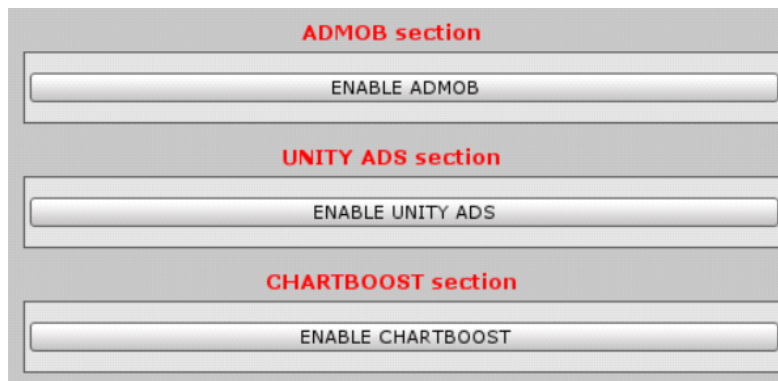 ADMOB section
ENABLE ADMOB
UNITY ADS section
ENABLE UNITY ADS
CHARTBOOST section
ENABLE CHARTBOOST